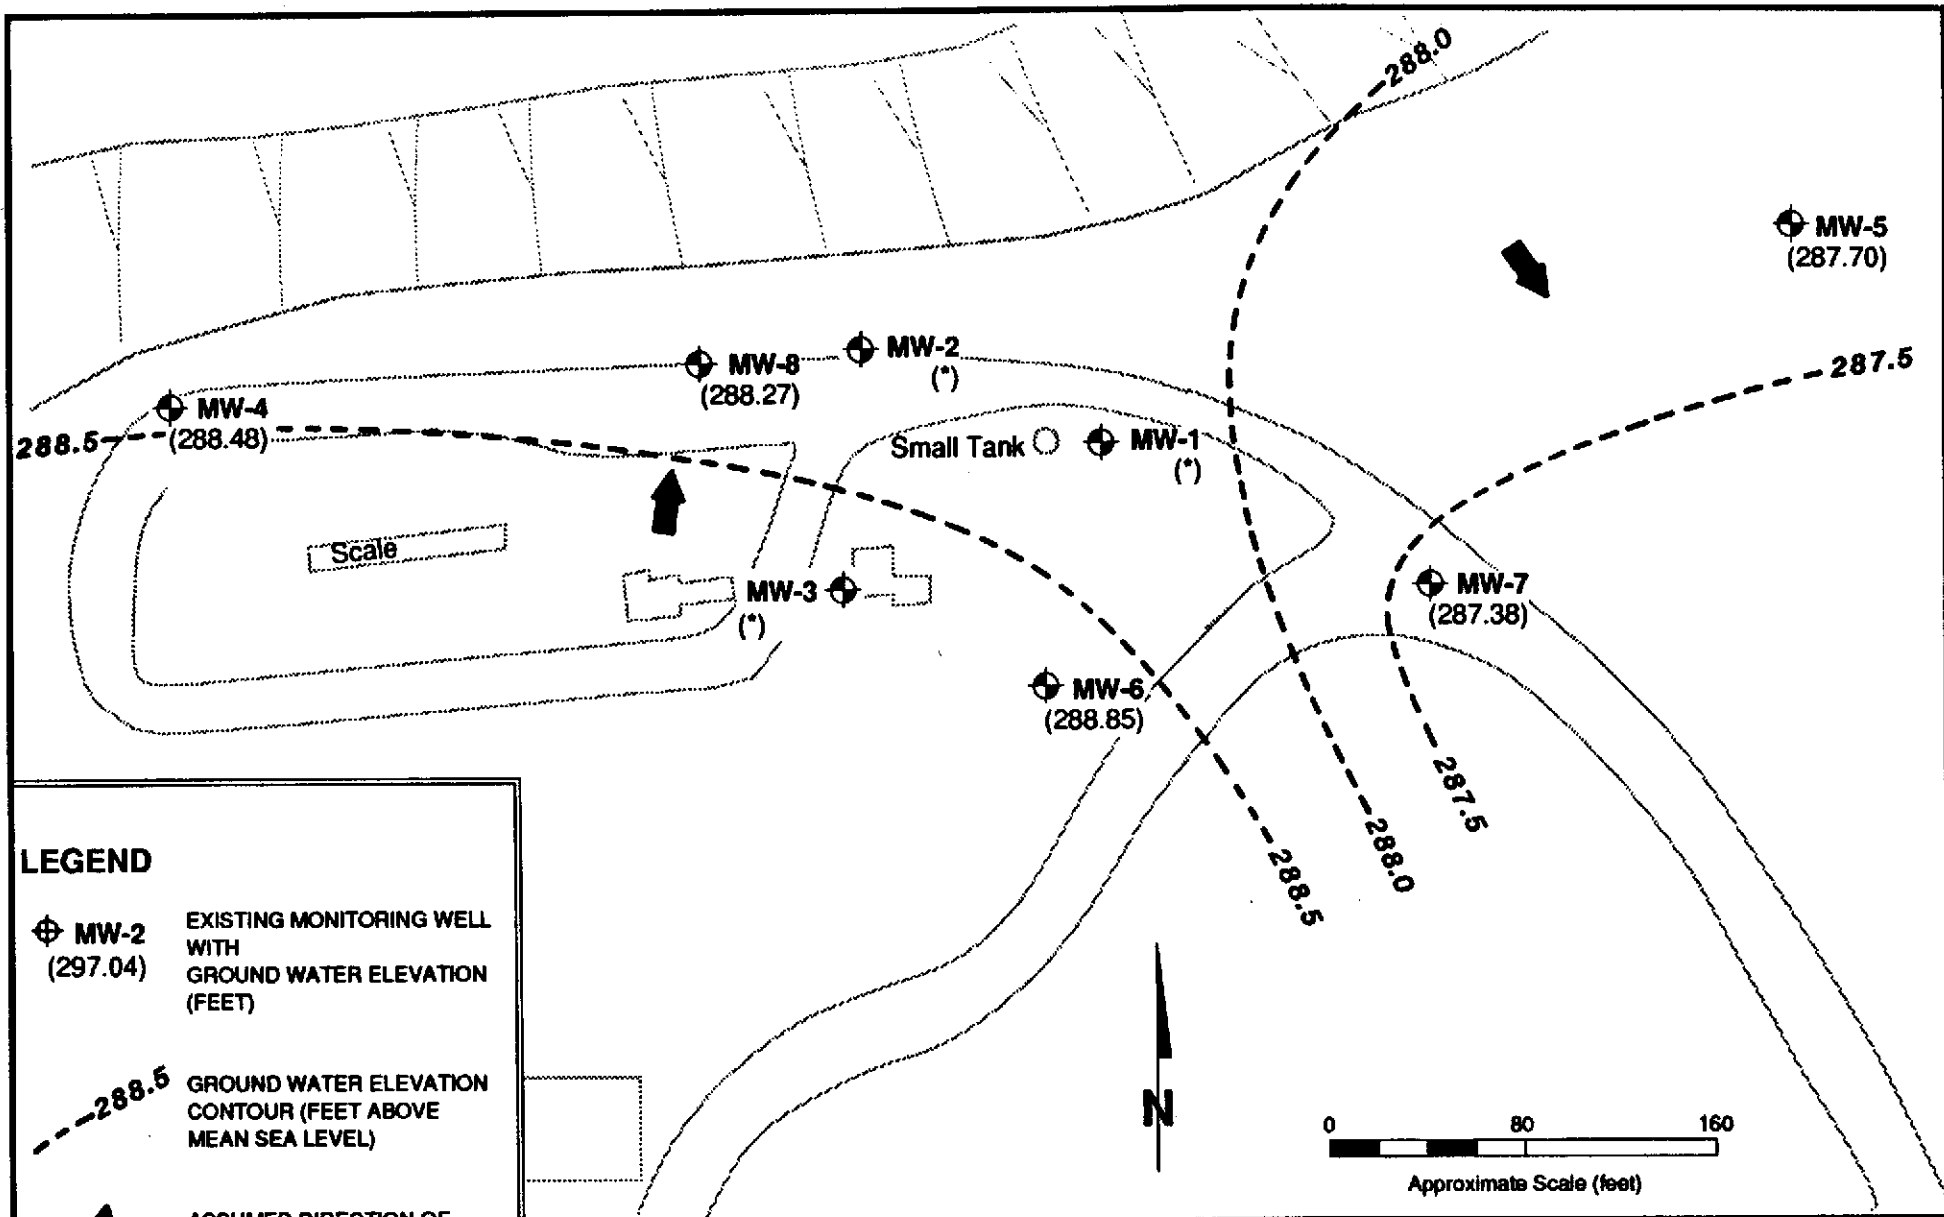 288.0
MW-5
(287.70)
MW-2
(*)
MW-8
(288.27)
287.5
MW-4
(288.48)
288.5
Small Tank
MW-1
(*)
Scale
MW-3
(*)
MW-7
(287.38)
MW-6
(288.85)
287.5
288.0
288.5
LEGEND
MW-2
(297.04)
EXISTING MONITORING WELL
WITH
GROUND WATER ELEVATION
(FEET)
288.5
GROUND WATER ELEVATION
CONTOUR (FEET ABOVE
MEAN SEA LEVEL)
ASSUMED DIRECTION OF
N
0 80 160
Approximate Scale (feet)